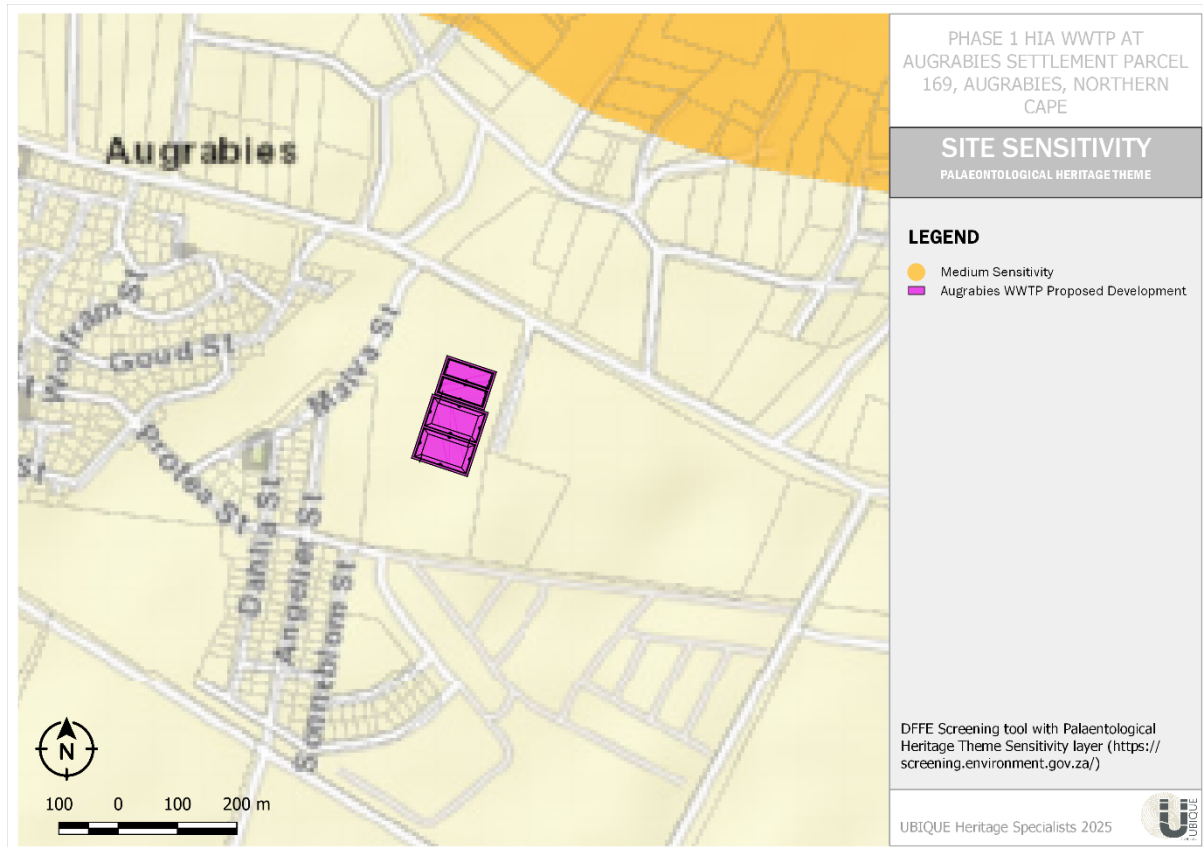 Augrabies
Wolfram St
Goud St
Malva St
St
Protea St
Dahlia St
Angelier St
Sonneblom St
N
100 0 100 200 m
PHASE 1 HIA WWTP AT
AUGRABIES SETTLEMENT PARCEL
169, AUGRABIES, NORTHERN
CAPE
SITE SENSITIVITY
PALAEONTOLOGICAL HERITAGE THEME
LEGEND
Medium Sensitivity
Augrabies WWTP Proposed Development
DFFE Screening tool with Palaentological
Heritage Theme Sensitivity layer (https://
screening.environment.gov.za/)
UBIQUE Heritage Specialists 2025
U
UBIQUE